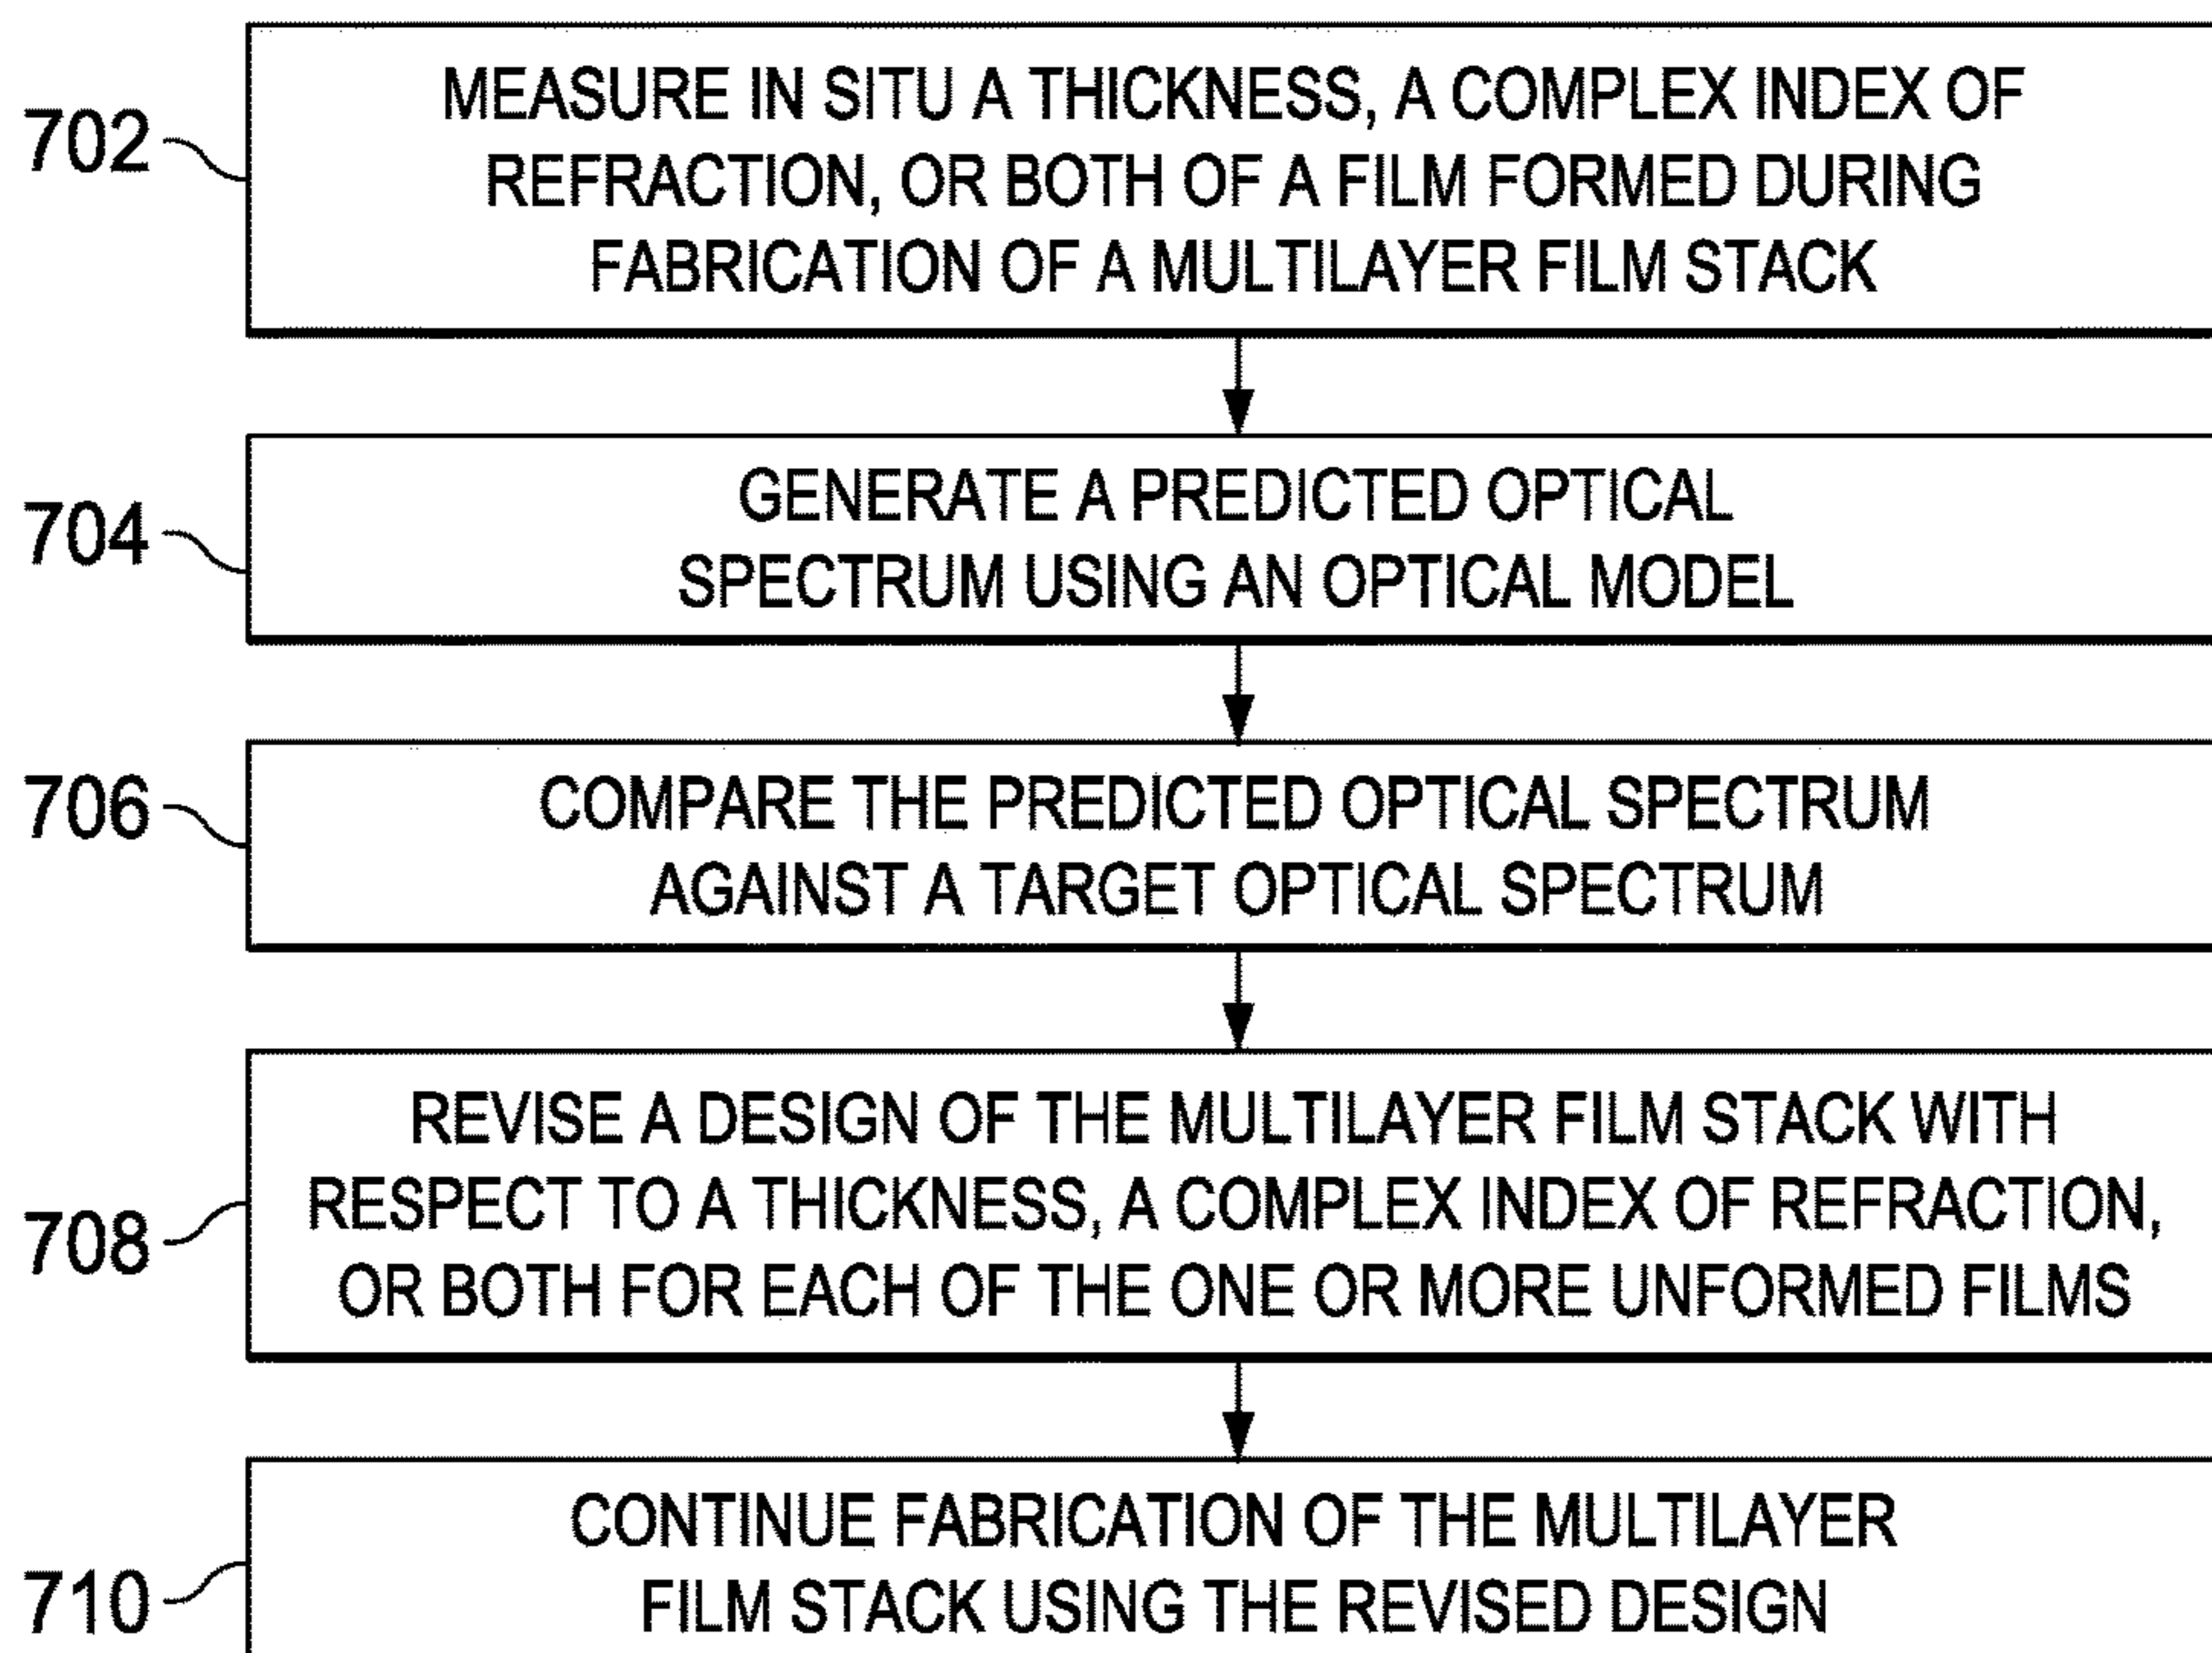 702
MEASURE IN SITU A THICKNESS, A COMPLEX INDEX OF
REFRACTION, OR BOTH OF A FILM FORMED DURING
FABRICATION OF A MULTILAYER FILM STACK
704
GENERATE A PREDICTED OPTICAL
SPECTRUM USING AN OPTICAL MODEL
706
COMPARE THE PREDICTED OPTICAL SPECTRUM
AGAINST A TARGET OPTICAL SPECTRUM
708
REVISE A DESIGN OF THE MULTILAYER FILM STACK WITH
RESPECT TO A THICKNESS, A COMPLEX INDEX OF REFRACTION,
OR BOTH FOR EACH OF THE ONE OR MORE UNFORMED FILMS
710
CONTINUE FABRICATION OF THE MULTILAYER
FILM STACK USING THE REVISED DESIGN